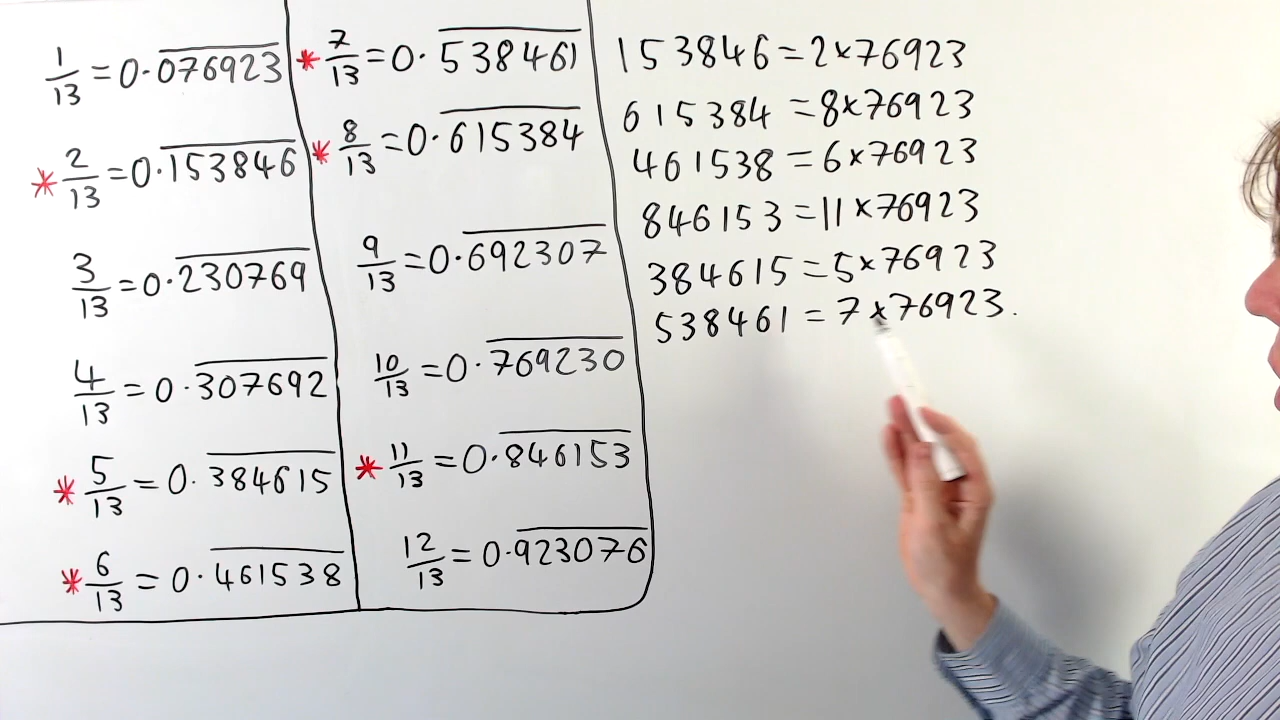 1/13 = 0.076923
* 2/13 = 0.153846
3/13 = 0.230769
4/13 = 0.307692
* 5/13 = 0.384615
* 6/13 = 0.461538
* 7/13 = 0.538461
* 8/13 = 0.615384
9/13 = 0.692307
10/13 = 0.769230
* 11/13 = 0.846153
12/13 = 0.923076
153846 = 2×76923
615384 = 8×76923
461538 = 6×76923
846153 = 11×76923
384615 = 5×76923
538461 = 7×76923.